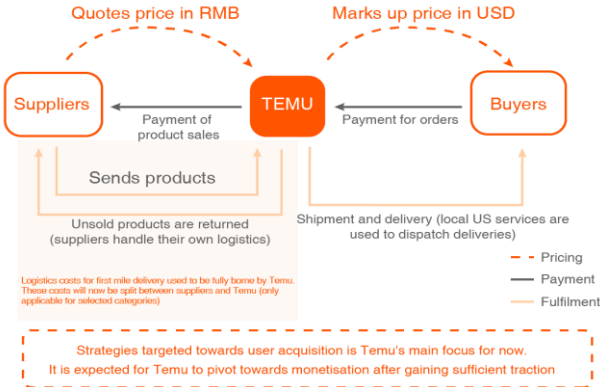 Quotes price in RMB
Marks up price in USD
Suppliers
TEMU
Buyers
Payment of
product sales
Payment for orders
Sends products
Unsold products are returned
(suppliers handle their own logistics)
Shipment and delivery (local US services are
used to dispatch deliveries)
Logistics costs for first mile delivery used to be fully borne by Temu.
These costs will now be split between suppliers and Temu (only
applicable for selected categories)
Pricing
Payment
Fulfilment
Strategies targeted towards user acquisition is Temu's main focus for now.
It is expected for Temu to pivot towards monetisation after gaining sufficient traction